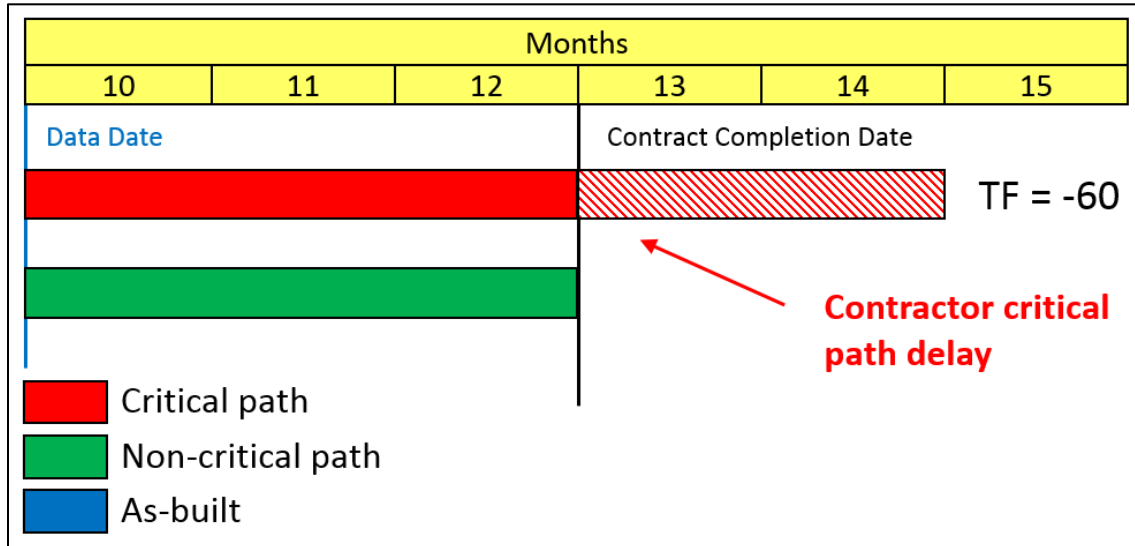 Months
10 11 12 13 14 15
Data Date Contract Completion Date
TF = -60
Contractor critical
path delay
Critical path
Non-critical path
As-built